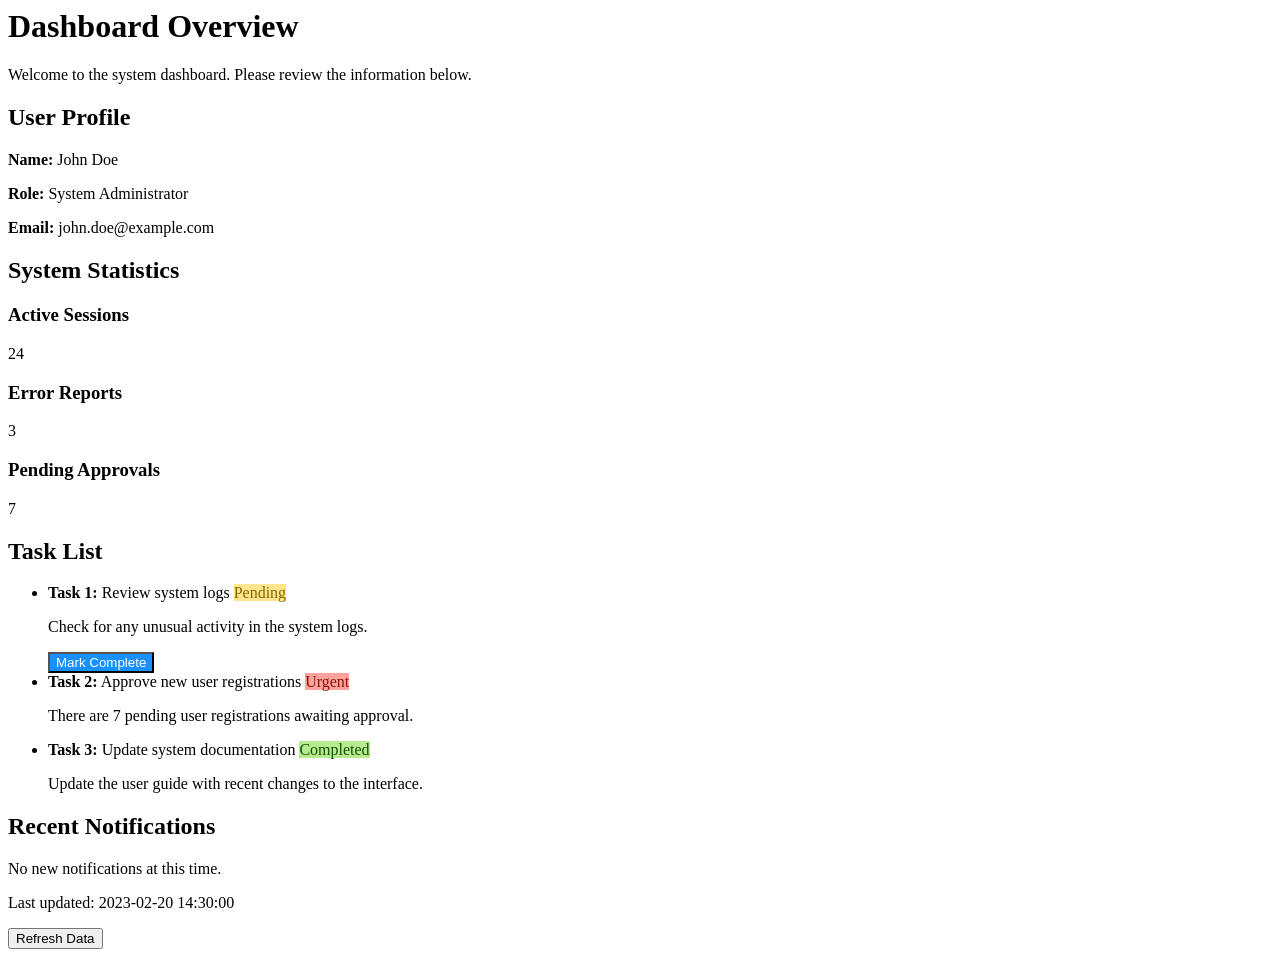 Dashboard Overview
Welcome to the system dashboard. Please review the information below.
User Profile
Name: John Doe
Role: System Administrator
Email: john.doe@example.com
System Statistics
Active Sessions
24
Error Reports
3
Pending Approvals
7
Task List
Task 1: Review system logs Pending
Check for any unusual activity in the system logs.
Mark Complete
Task 2: Approve new user registrations Urgent
There are 7 pending user registrations awaiting approval.
Task 3: Update system documentation Completed
Update the user guide with recent changes to the interface.
Recent Notifications
No new notifications at this time.
Last updated: 2023-02-20 14:30:00
Refresh Data